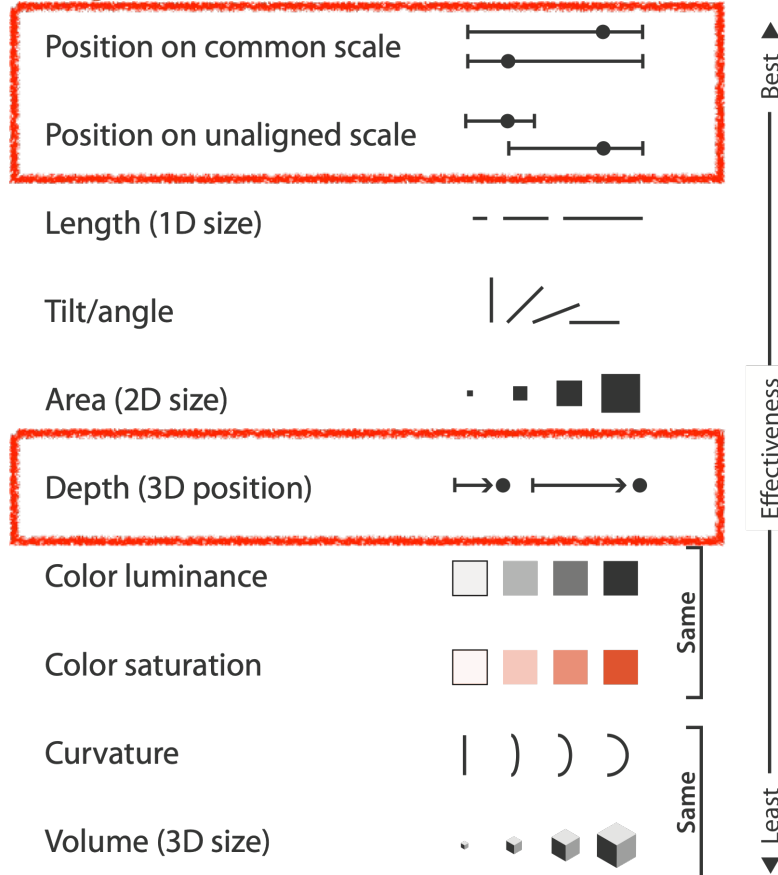 Position on common scale
Position on unaligned scale
Length (1D size)
Tilt/angle
Area (2D size)
Depth (3D position)
Color luminance
Color saturation
Curvature
Volume (3D size)
Same
Same
Best
Effectiveness
Least